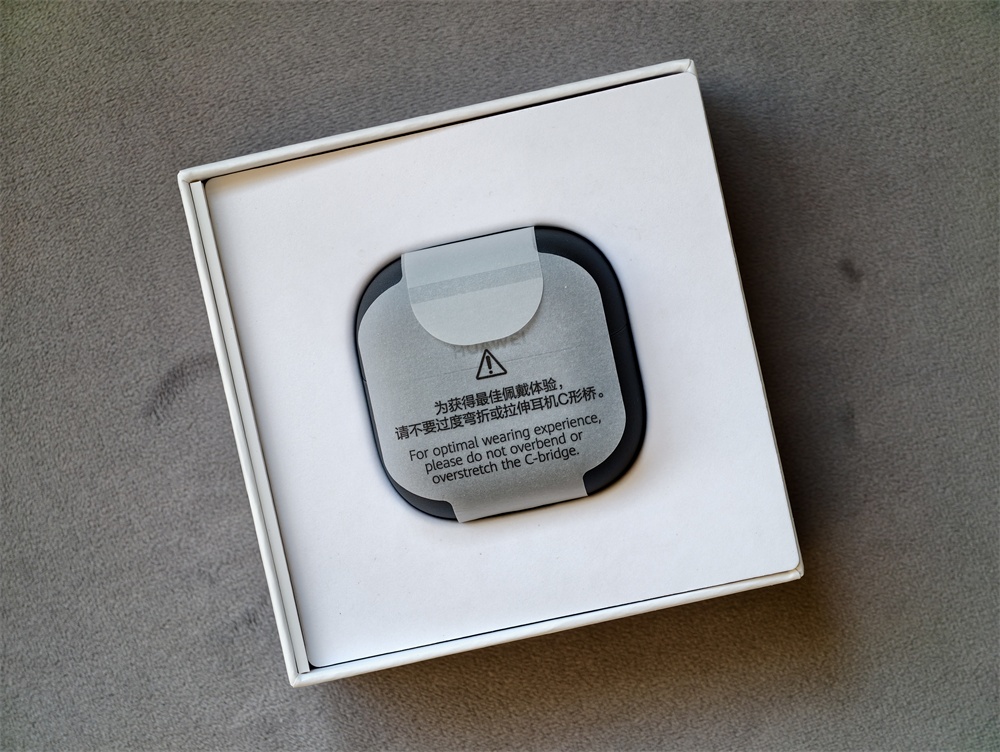 HUAWEI
为获得最佳佩戴体验，
请不要过度弯折或拉伸耳机C形桥。
For optimal wearing experience,
please do not overbend or
overstretch the C-bridge.